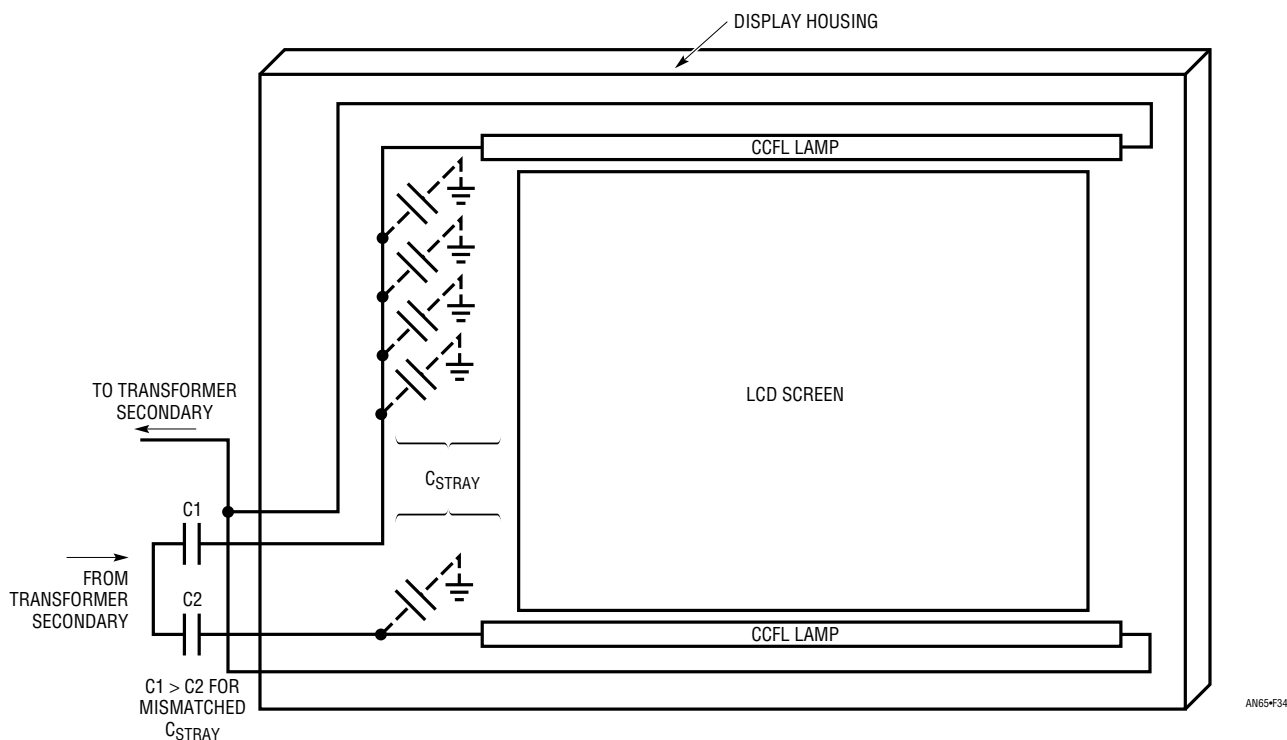 DISPLAY HOUSING
CCFL LAMP
LCD SCREEN
TO TRANSFORMER
SECONDARY
CSTRAY
C1
FROM
TRANSFORMER
SECONDARY
C2
CCFL LAMP
C1 > C2 FOR
MISMATCHED
CSTRAY
AN65•F34